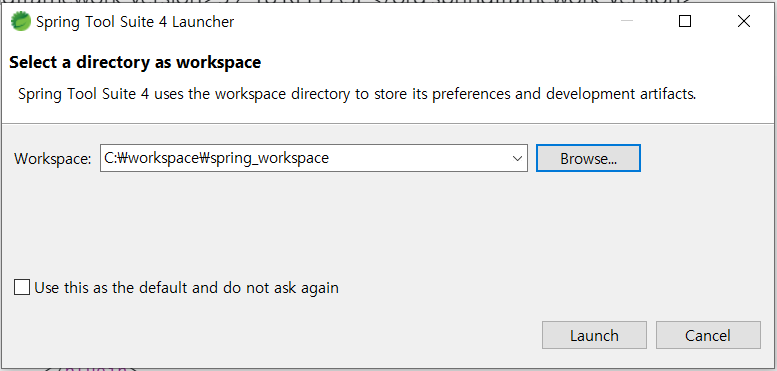 Spring Tool Suite 4 Launcher
Select a directory as workspace
Spring Tool Suite 4 uses the workspace directory to store its preferences and development artifacts.
Workspace: C:₩workspace₩spring_workspace Browse...
Use this as the default and do not ask again
Launch Cancel